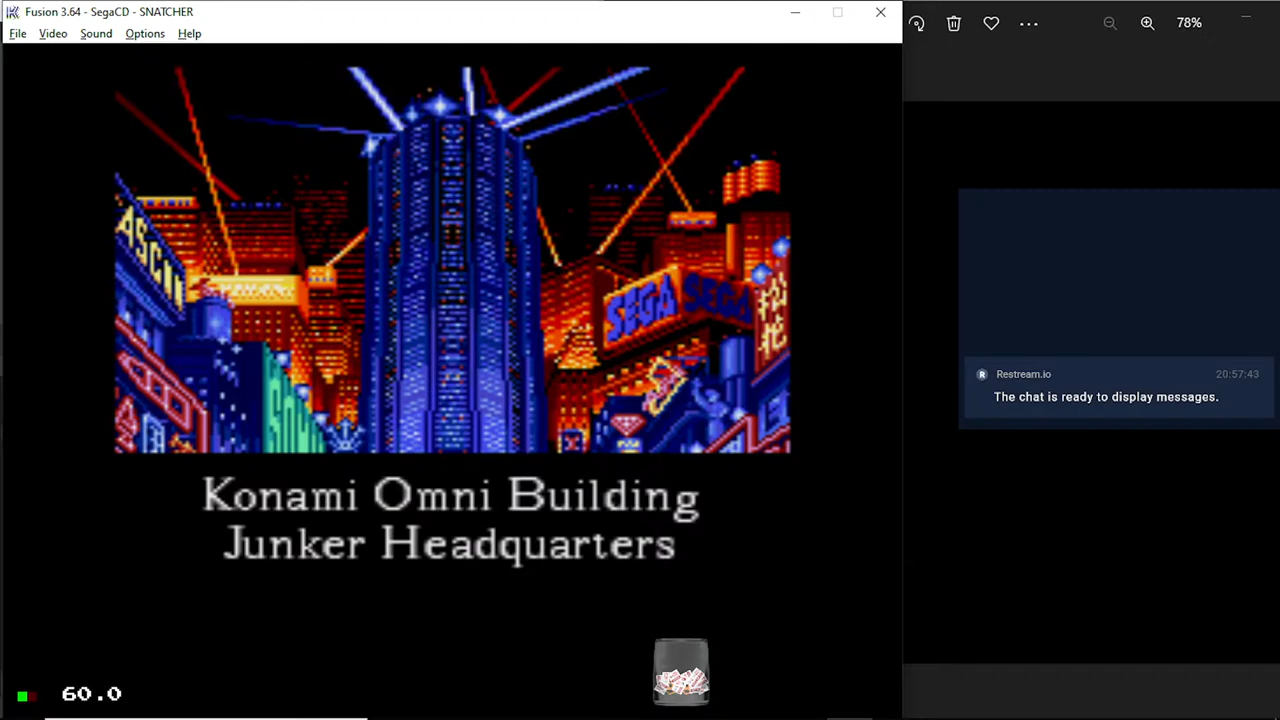 Fusion 3.64 - SegaCD - SNATCHER
File Video Sound Options Help
78%
SEGA SEGA
Restream.io 20:57:43
The chat is ready to display messages.
Konami Omni Building
Junker Headquarters
60.0